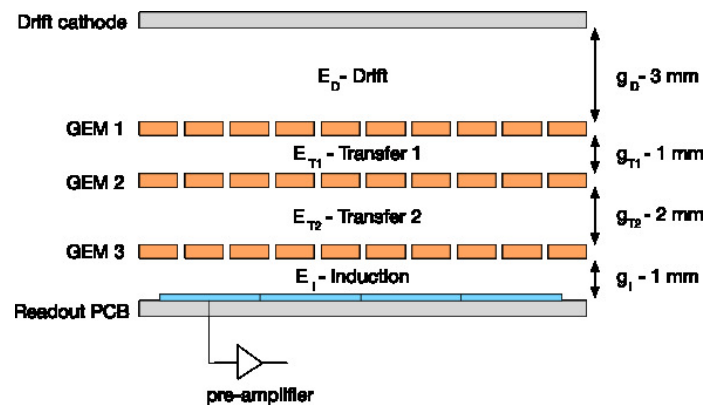 Drift cathode
E_D - Drift
g_D - 3 mm
GEM 1
E_T1 - Transfer 1
g_T1 - 1 mm
GEM 2
E_T2 - Transfer 2
g_T2 - 2 mm
GEM 3
E_I - Induction
g_I - 1 mm
Readout PCB
pre-amplifier